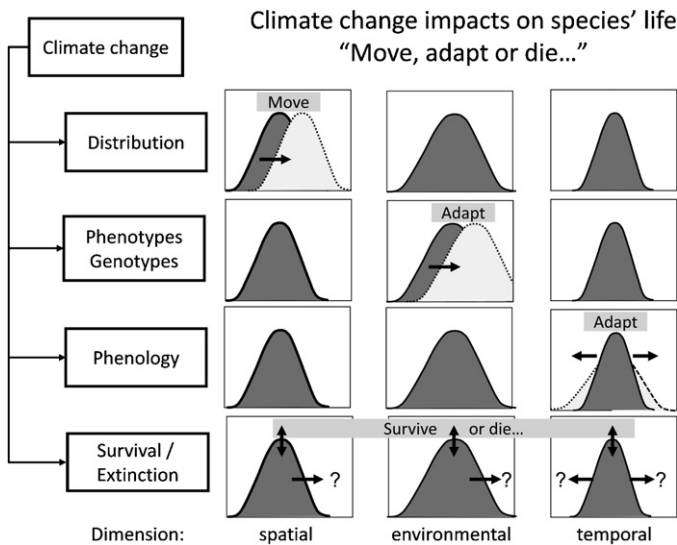 Climate change impacts on species’ life
“Move, adapt or die…”
Climate change
Distribution
Move
Phenotypes
Genotypes
Adapt
Phenology
Adapt
Survival /
Extinction
Survive or die...
?
?
?
?
Dimension: spatial environmental temporal